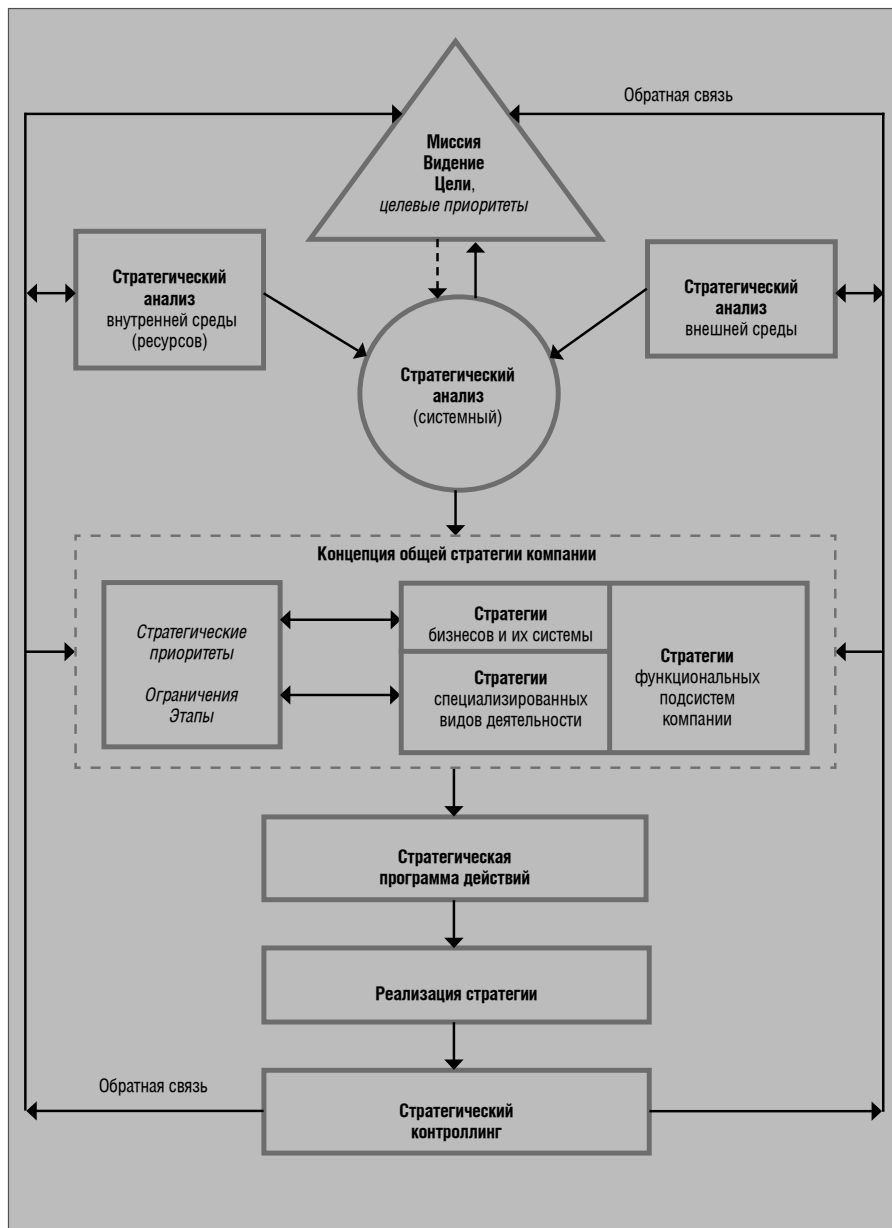 Обратная связь
Миссия
Видение
Цели,
целевые приоритеты
Стратегический
анализ
внутренней среды
(ресурсов)
Стратегический
анализ
внешней среды
Стратегический
анализ
(системный)
Концепция общей стратегии компании
Стратегические
приоритеты
Ограничения
Этапы
Стратегии
бизнесов и их системы
Стратегии
специализированных
видов деятельности
Стратегии
функциональных
подсистем
компании
Стратегическая
программа действий
Реализация стратегии
Обратная связь
Стратегический
контроллинг